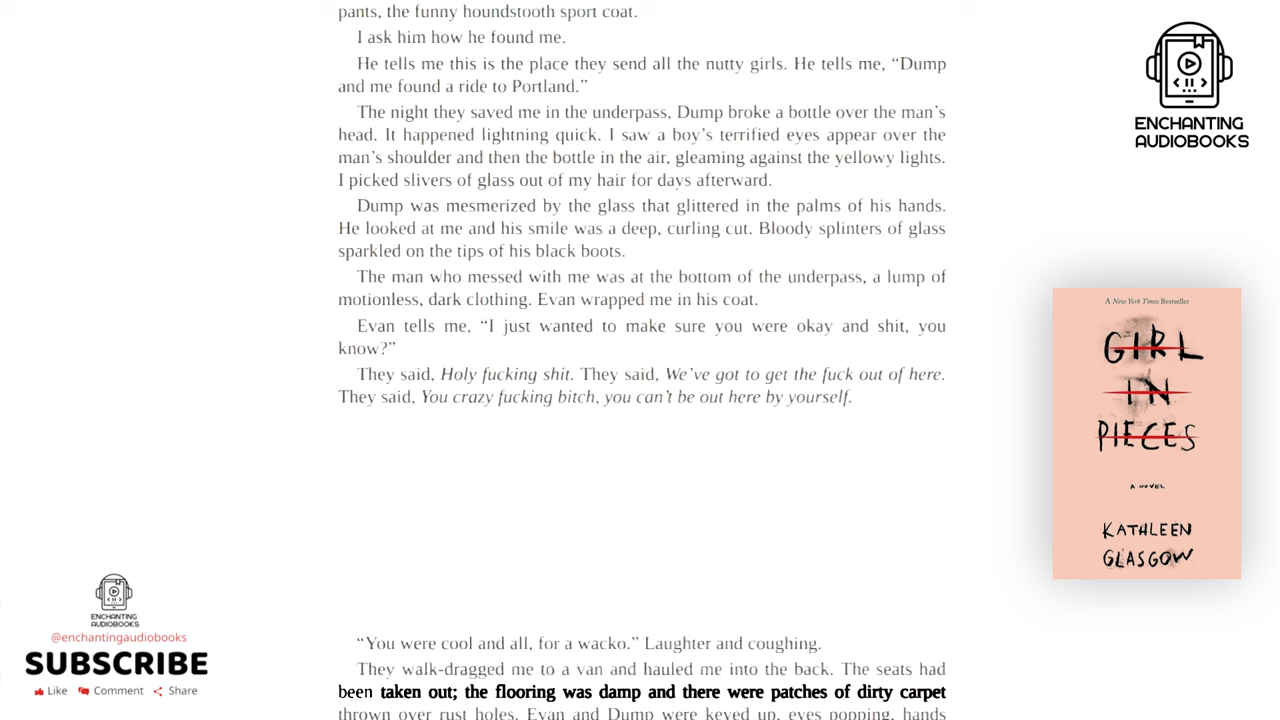 pants, the funny houndstooth sport coat.
I ask him how he found me.
He tells me this is the place they send all the nutty girls. He tells me, “Dump
and me found a ride to Portland.”
The night they saved me in the underpass, Dump broke a bottle over the man’s
head. It happened lightning quick. I saw a boy’s terrified eyes appear over the
man’s shoulder and then the bottle in the air, gleaming against the yellowy lights.
I picked slivers of glass out of my hair for days afterward.
Dump was mesmerized by the glass that glittered in the palms of his hands.
He looked at me and his smile was a deep, curling cut. Bloody splinters of glass
sparkled on the tips of his black boots.
The man who messed with me was at the bottom of the underpass, a lump of
motionless, dark clothing. Evan wrapped me in his coat.
Evan tells me, “I just wanted to make sure you were okay and shit, you
know?”
They said, Holy fucking shit. They said, We’ve got to get the fuck out of here.
They said, You crazy fucking bitch, you can’t be out here by yourself.
“You were cool and all, for a wacko.” Laughter and coughing.
They walk-dragged me to a van and hauled me into the back. The seats had
been taken out; the flooring was damp and there were patches of dirty carpet
thrown over rust holes. Evan and Dump were keyed up, eyes popping, hands
ENCHANTING
AUDIOBOOKS
A New York Times Bestseller
GIRL
IN
PIECES
A NOVEL
KATHLEEN
GLASGOW
ENCHANTING
AUDIOBOOKS
@enchantingaudiobooks
SUBSCRIBE
Like Comment Share